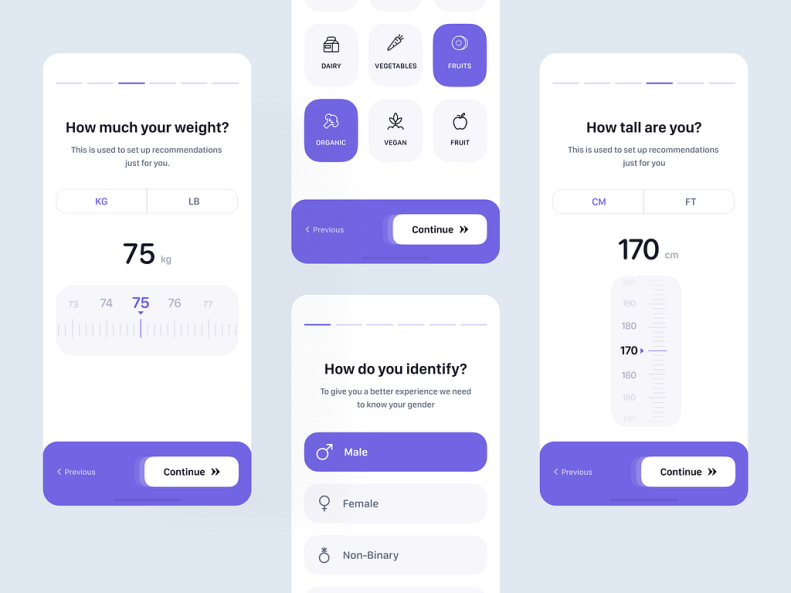 How much your weight?
This is used to set up recommendations
just for you.
KG LB
75 kg
73 74 75 76 77
Previous Continue
DAIRY VEGETABLES FRUITS
ORGANIC VEGAN FRUIT
Previous Continue
How do you identify?
To give you a better experience we need
to know your gender
Male
Female
Non-Binary
How tall are you?
This is used to set up recommendations
just for you
CM FT
170 cm
200
190
180
170
160
150
140
Previous Continue